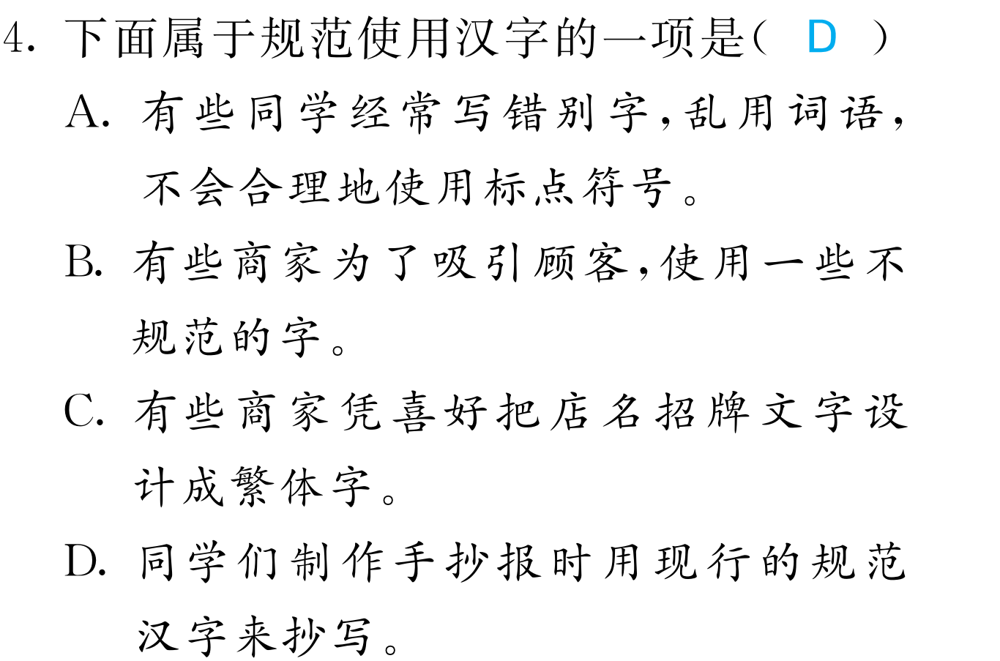 4. 下面属于规范使用汉字的一项是( D )
A. 有些同学经常写错别字,乱用词语,
不会合理地使用标点符号。
B. 有些商家为了吸引顾客,使用一些不
规范的字。
C. 有些商家凭喜好把店名招牌文字设
计成繁体字。
D. 同学们制作手抄报时用现行的规范
汉字来抄写。